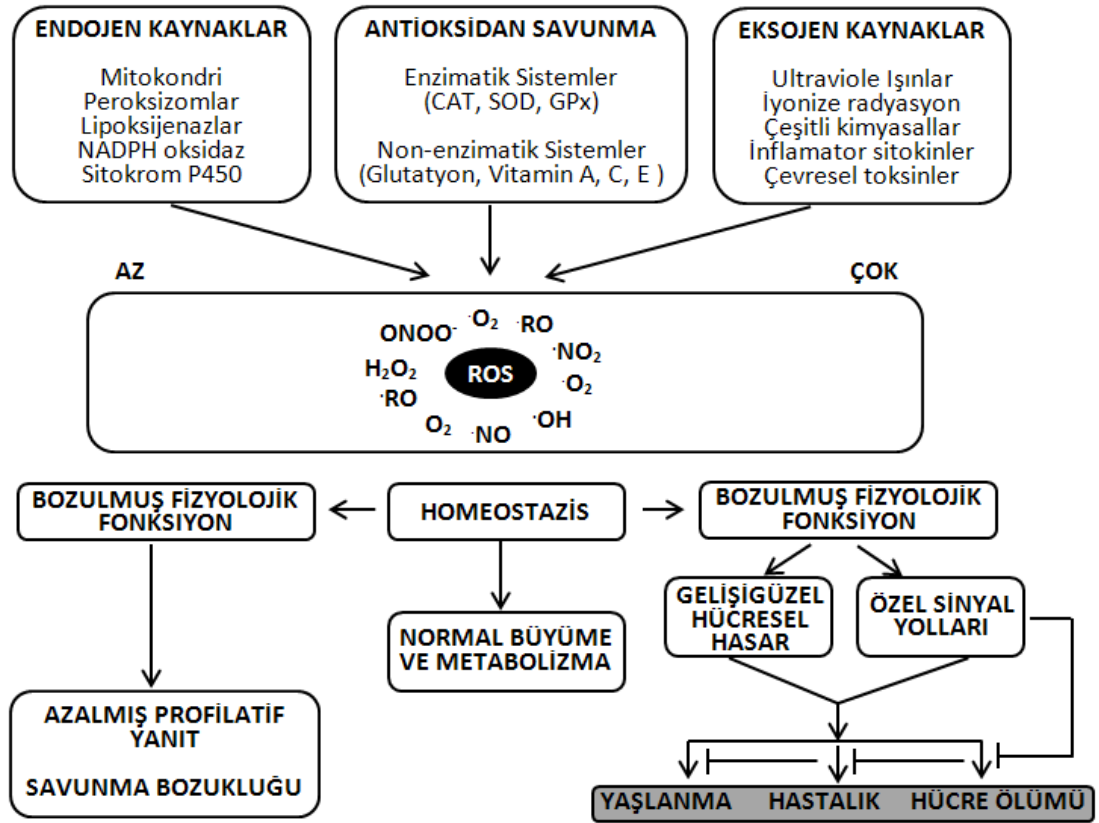 ENDOJEN KAYNAKLAR
Mitokondri
Peroksizomlar
Lipoksijenazlar
NADPH oksidaz
Sitokrom P450
ANTİOKSİDAN SAVUNMA
Enzimatik Sistemler
(CAT, SOD, GPx)
Non-enzimatik Sistemler
(Glutatyon, Vitamin A, C, E )
EKSOJEN KAYNAKLAR
Ultraviole Işınlar
İyonize radyasyon
Çeşitli kimyasallar
İnflamator sitokinler
Çevresel toksinler
AZ
ÇOK
ONOO⁻
·O₂
·RO
·NO₂
H₂O₂
ROS
·O₂
·RO
O₂
·NO
·OH
BOZULMUŞ FİZYOLOJİK
FONKSIYON
HOMEOSTAZİS
BOZULMUŞ FİZYOLOJİK
FONKSİYON
GELİŞİGÜZEL
HÜCRESEL
HASAR
ÖZEL SİNYAL
YOLLARI
NORMAL BÜYÜME
VE METABOLİZMA
AZALMIŞ PROFİLATİF
YANIT
SAVUNMA BOZUKLUĞU
YAŞLANMA
HASTALIK
HÜCRE ÖLÜMÜ